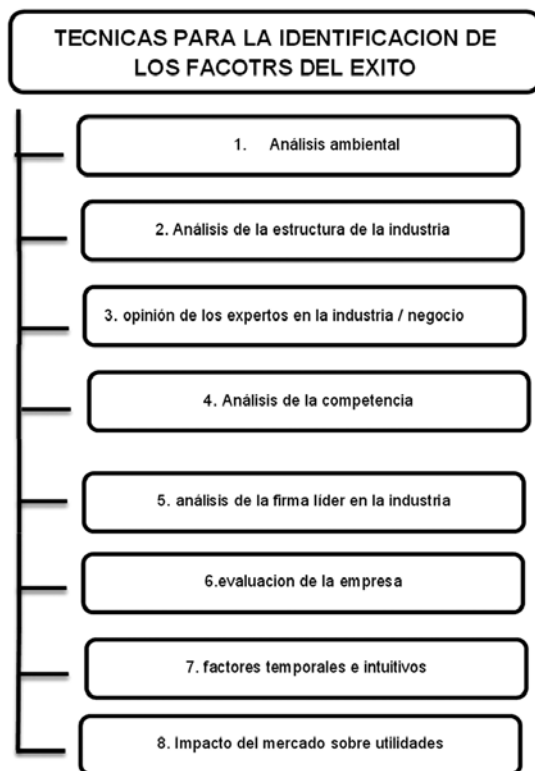 TECNICAS PARA LA IDENTIFICACION DE
LOS FACOTRS DEL EXITO
1. Análisis ambiental
2. Análisis de la estructura de la industria
3. opinión de los expertos en la industria / negocio
4. Análisis de la competencia
5. análisis de la firma líder en la industria
6.evaluacion de la empresa
7. factores temporales e intuitivos
8. Impacto del mercado sobre utilidades